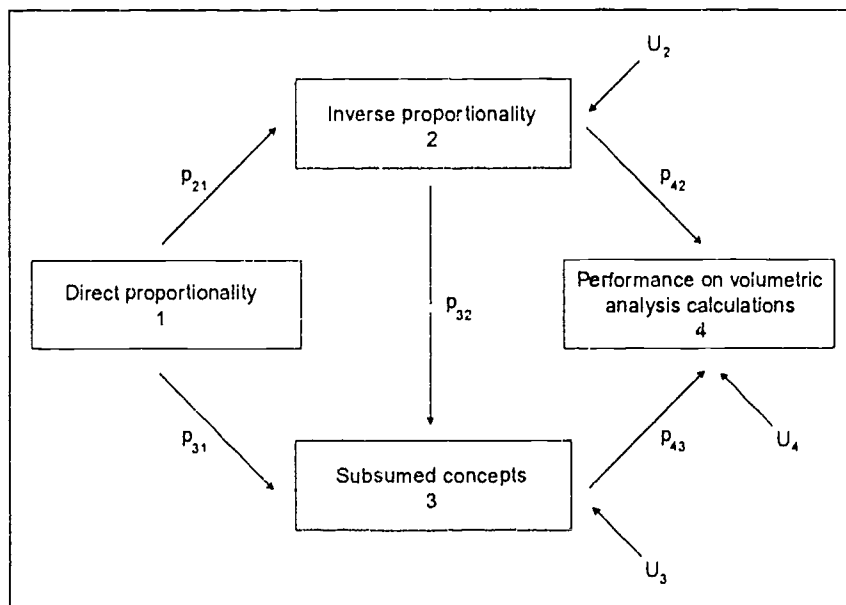 U₂
Inverse proportionality
2
p₂₁
p₄₂
Direct proportionality
1
p₃₂
Performance on volumetric
analysis calculations
4
p₃₁
p₄₃
U₄
Subsumed concepts
3
U₃